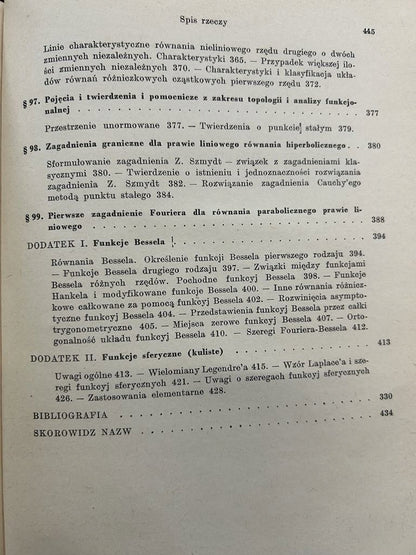 Spis rzeczy
445
Linie charakterystyczne równania nieliniowego rzędu drugiego o dwóch
zmiennych niezależnych. Charakterystyki 365. — Przypadek większej ilo-
ści zmiennych niezależnych 370. — Charakterystyki i klasyfikacja ukła-
dów równań różniczkowych cząstkowych pierwszego rzędu 372.
§ 97. Pojęcia i twierdzenia i pomocnicze z zakresu topologii i analizy funkcjo-
nalnej . . . . . . . . . . . . . . . . . . . . 377
Przestrzenie unormowane 377. — Twierdzenia o punkcie stałym 379.
§ 98. Zagadnienia graniczne dla prawie liniowego równania hiperbolicznego . 380
Sformułowanie zagadnienia Z. Szmydt — związek z zagadnieniami kla-
sycznymi 380. — Twierdzenie o istnieniu i jednoznaczności rozwiązania
zagadnienia Z. Szmydt 382. — Rozwiązanie zagadnienia Cauchy'ego
metodą punktu stałego 384.
§ 99. Pierwsze zagadnienie Fouriera dla równania parabolicznego prawie li-
niowego . . . . . . . . . . . . . . . . . . . . 388
DODATEK I. Funkcje Bessela . . . . . . . . . . . . . 394
Równania Bessela. Określenie funkcji Bessela pierwszego rodzaju 394.
— Funkcje Bessela drugiego rodzaju 397. — Związki między funkcjami
Bessela różnych rzędów. Pochodne funkcyj Bessela 398. — Funkcje
Hankela i modyfikowane funkcje Bessela 400. — Inne równania różnicz-
kowe całkowane za pomocą funkcyj Bessela 402. — Rozwinięcia asympto-
tyczne funkcyj Bessela 404. — Przedstawienia funkcyj Bessela przez całki
trygonometryczne 405. — Miejsca zerowe funkcyj Bessela 407. — Orto-
gonalność układu funkcyj Bessela 410. — Szeregi Fouriera-Bessela 412.
DODATEK II. Funkcje sferyczne (kuliste) . . . . . . . . . 413
Uwagi ogólne 413. — Wielomiany Legendre'a 415. — Wzór Laplace'a i sze-
regi funkcyj sferycznych 421. — Uwagi o szeregach funkcyj sferycznych
426. — Zastosowania elementarne 428.
BIBLIOGRAFIA . . . . . . . . . . . . . . . . . . 330
SKOROWIDZ NAZW . . . . . . . . . . . . . . . . 434